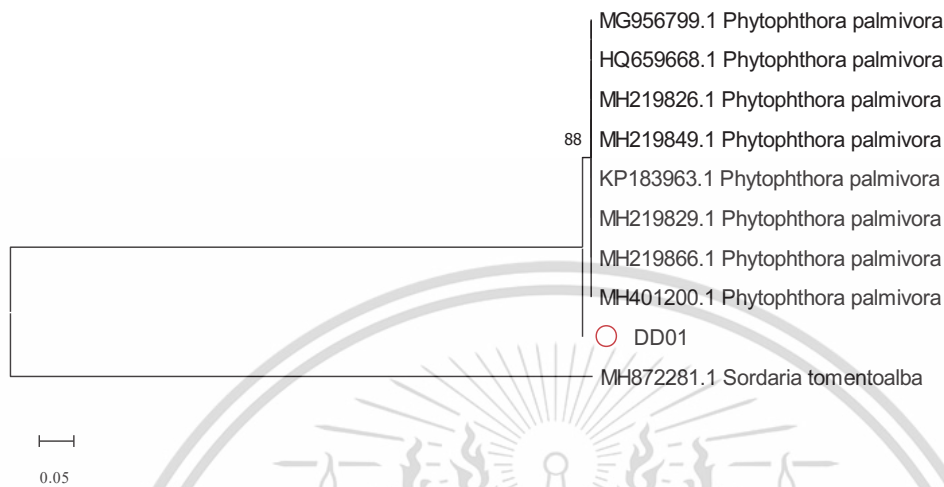 MG956799.1 Phytophthora palmivora
HQ659668.1 Phytophthora palmivora
MH219826.1 Phytophthora palmivora
88 MH219849.1 Phytophthora palmivora
KP183963.1 Phytophthora palmivora
MH219829.1 Phytophthora palmivora
MH219866.1 Phytophthora palmivora
MH401200.1 Phytophthora palmivora
DD01
MH872281.1 Sordaria tomentoalba
0.05